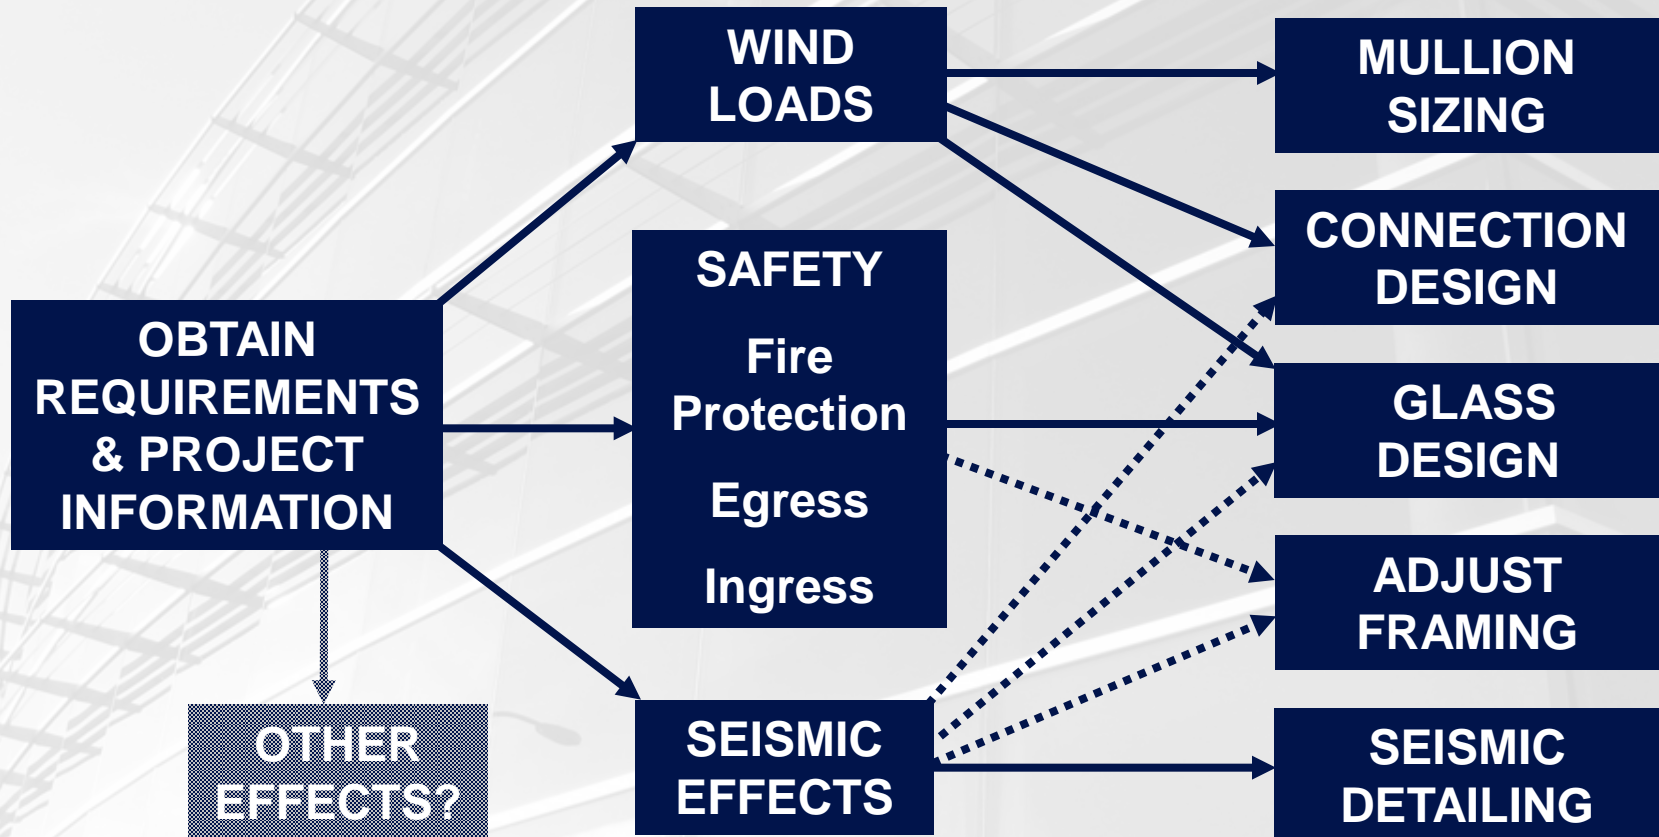 OBTAIN
REQUIREMENTS
& PROJECT
INFORMATION
OTHER
EFFECTS?
WIND
LOADS
SAFETY
Fire
Protection
Egress
Ingress
SEISMIC
EFFECTS
MULLION
SIZING
CONNECTION
DESIGN
GLASS
DESIGN
ADJUST
FRAMING
SEISMIC
DETAILING